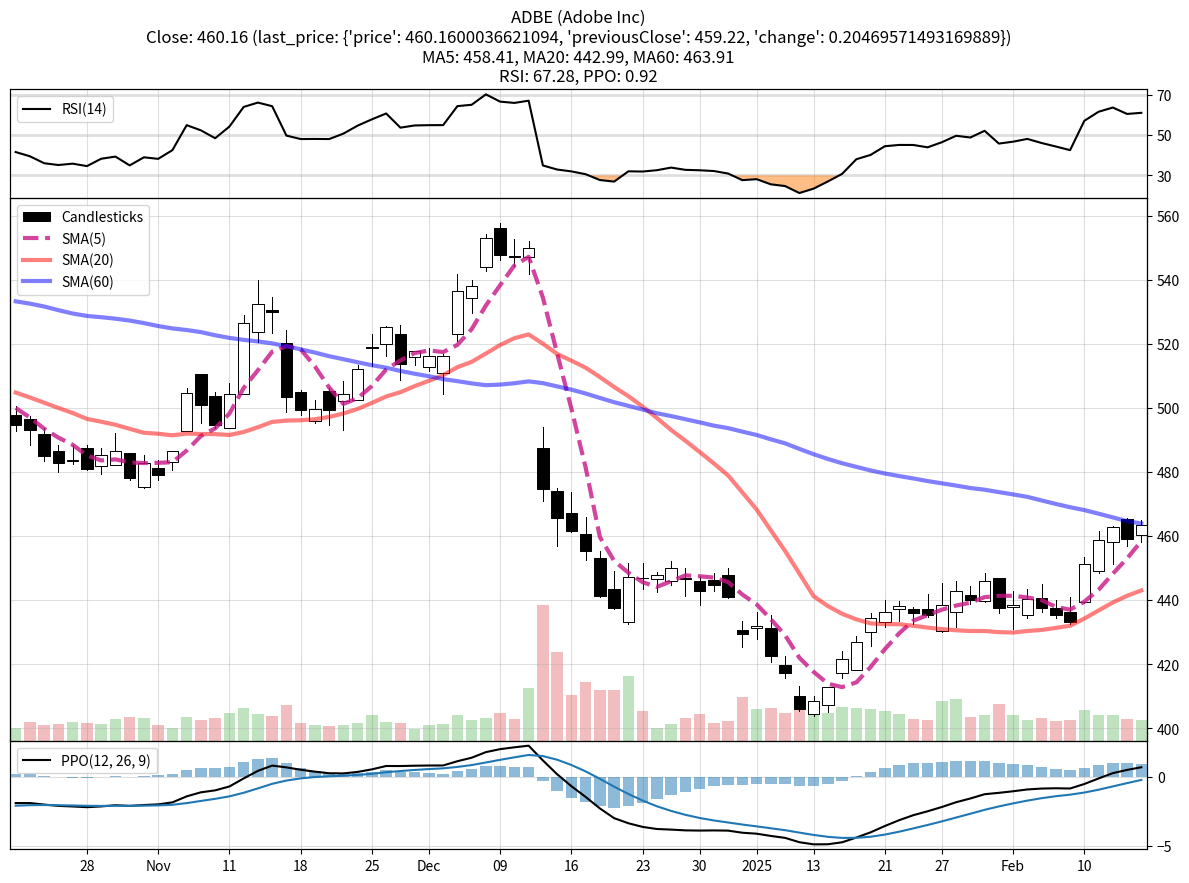 ADBE (Adobe Inc)
Close: 460.16 (last_price: {'price': 460.1600036621094, 'previousClose': 459.22, 'change': 0.20469571493169889})
MA5: 458.41, MA20: 442.99, MA60: 463.91
RSI: 67.28, PPO: 0.92
RSI(14)
70
50
30
Candlesticks
SMA(5)
SMA(20)
SMA(60)
560
540
520
500
480
460
440
420
400
PPO(12, 26, 9)
0
−5
28 Nov 11 18 25 Dec 09 16 23 30 2025 13 21 27 Feb 10